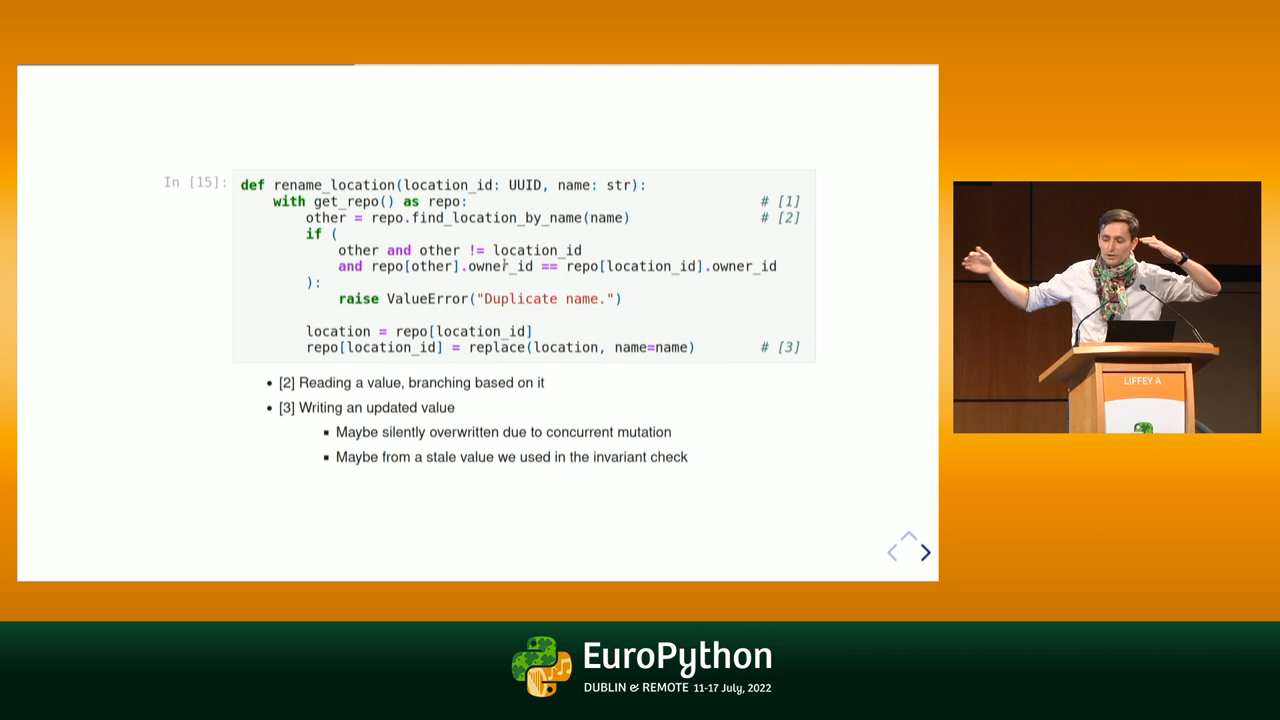 In [15]:
def rename_location(location_id: UUID, name: str):
    with get_repo() as repo:                                    # [1]
        other = repo.find_location_by_name(name)                # [2]
        if (
            other and other != location_id
            and repo[other].owner_id == repo[location_id].owner_id
        ):
            raise ValueError("Duplicate name.")
        location = repo[location_id]
        repo[location_id] = replace(location, name=name)        # [3]
• [2] Reading a value, branching based on it
• [3] Writing an updated value
▪ Maybe silently overwritten due to concurrent mutation
▪ Maybe from a stale value we used in the invariant check
LIFFEY A
EuroPython
DUBLIN & REMOTE 11-17 July, 2022